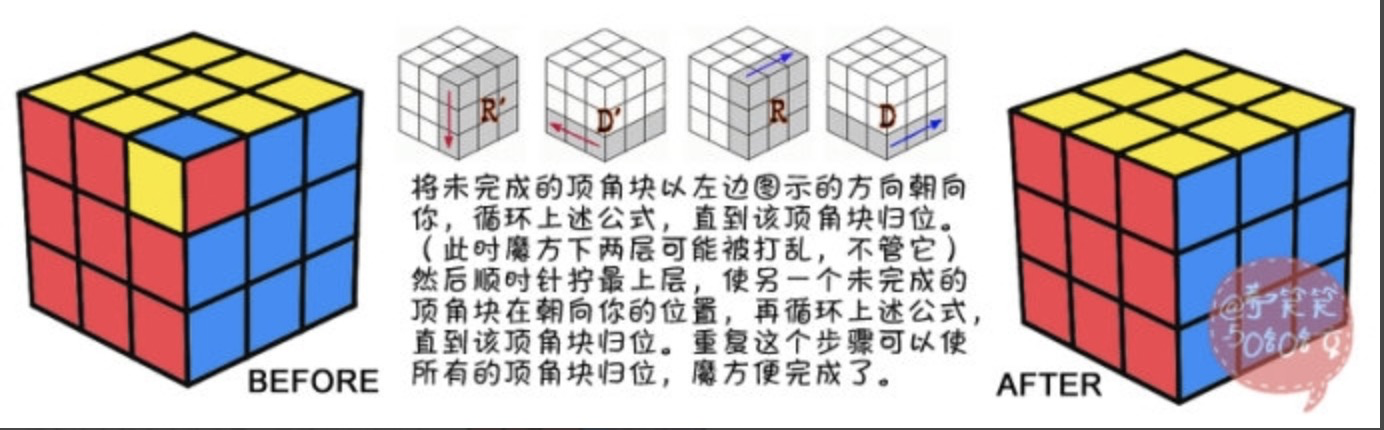 R' D' R D
将未完成的顶角块以左边图示的方向朝向
你，循环上述公式，直到该顶角块归位。
（此时魔方下两层可能被打乱，不管它）
然后顺时针拧最上层，使另一个未完成的
顶角块在朝向你的位置，再循环上述公式，
直到该顶角块归位。重复这个步骤可以使
所有的顶角块归位，魔方便完成了。
BEFORE
AFTER